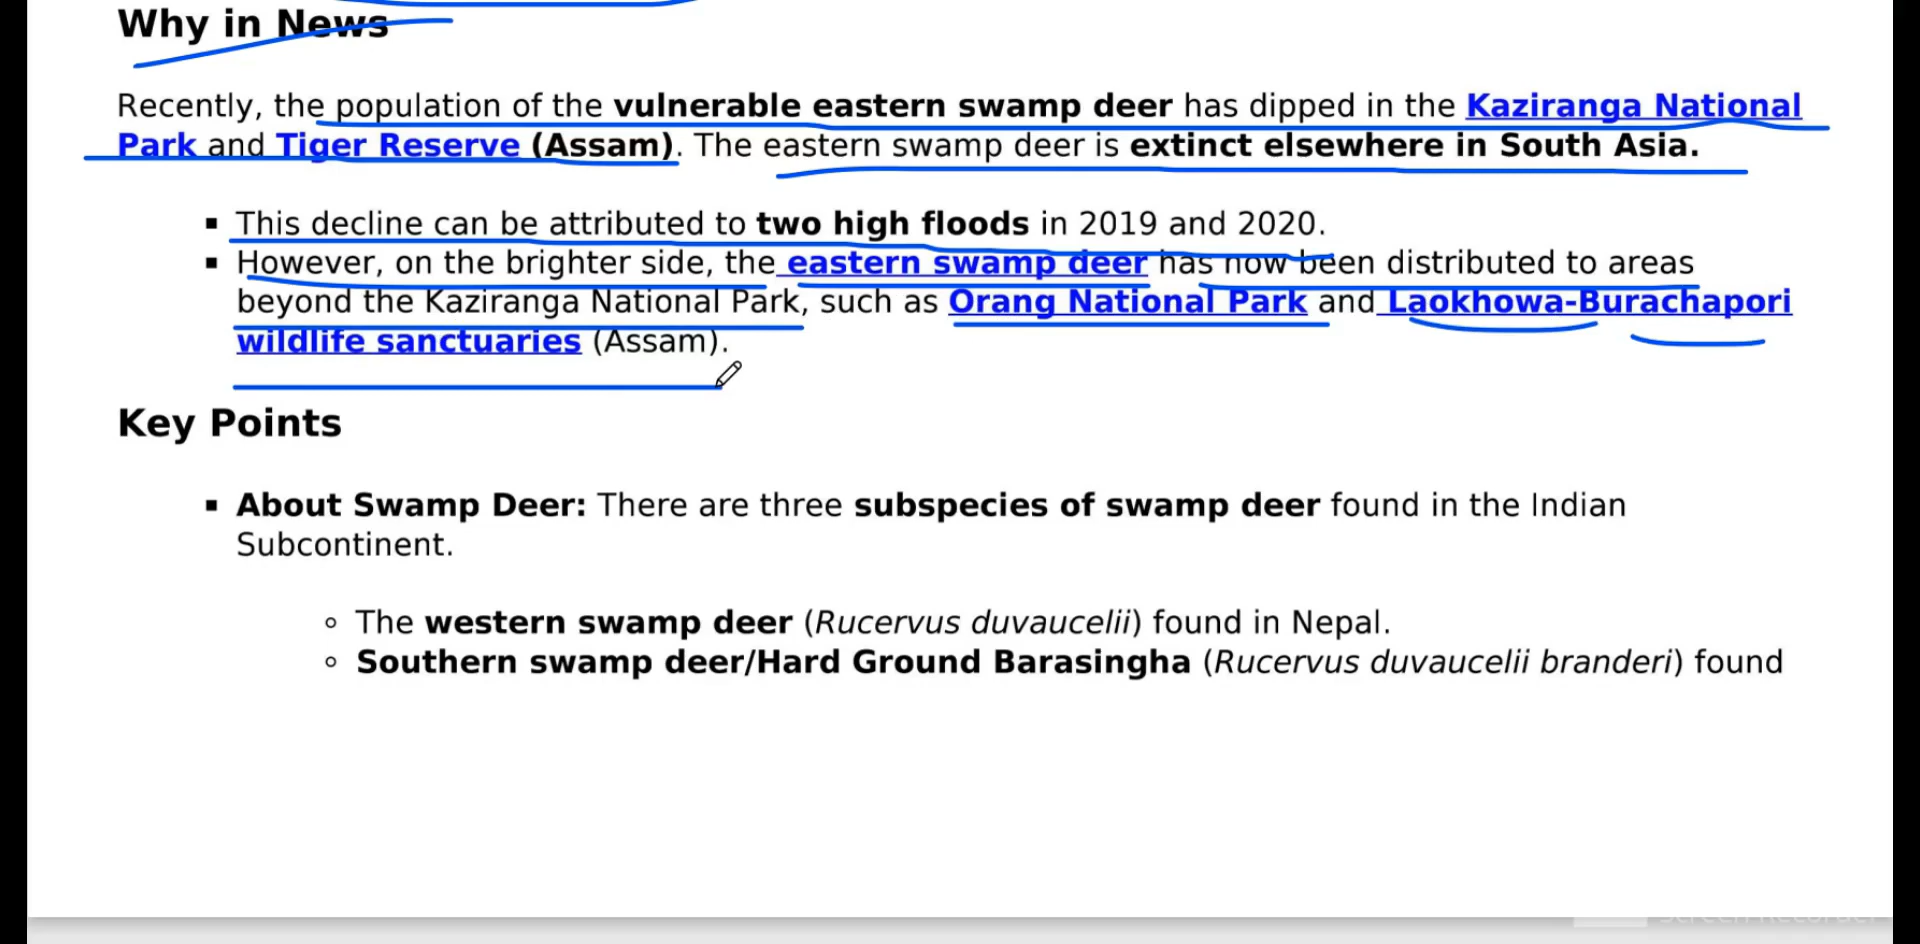 Why in News
Recently, the population of the vulnerable eastern swamp deer has dipped in the Kaziranga National
Park and Tiger Reserve (Assam). The eastern swamp deer is extinct elsewhere in South Asia.
▪ This decline can be attributed to two high floods in 2019 and 2020.
▪ However, on the brighter side, the eastern swamp deer has now been distributed to areas
beyond the Kaziranga National Park, such as Orang National Park and Laokhowa-Burachapori
wildlife sanctuaries (Assam).
Key Points
▪ About Swamp Deer: There are three subspecies of swamp deer found in the Indian
Subcontinent.
◦ The western swamp deer (Rucervus duvaucelii) found in Nepal.
◦ Southern swamp deer/Hard Ground Barasingha (Rucervus duvaucelii branderi) found